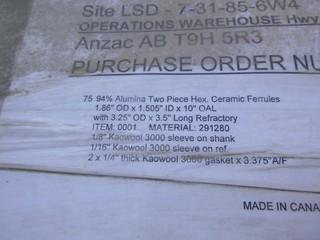 Site LSD - 7-31-85-6W4
OPERATIONS WAREHOUSE Hwy
Anzac AB T9H 5R3
PURCHASE ORDER NU
75 94% Alumina Two Piece Hex. Ceramic Ferrules
1.86" OD x 1.505" ID x 10" OAL
with 3.25" OD x 3.5" Long Refractory
ITEM: 0001 MATERIAL: 291280
1/8" Kaowool 3000 sleeve on shank
1/16" Kaowool 3000 sleeve on ref.
2 x 1/4" thick Kaowool 3000 gasket x 3.375"A/F
MADE IN CANA